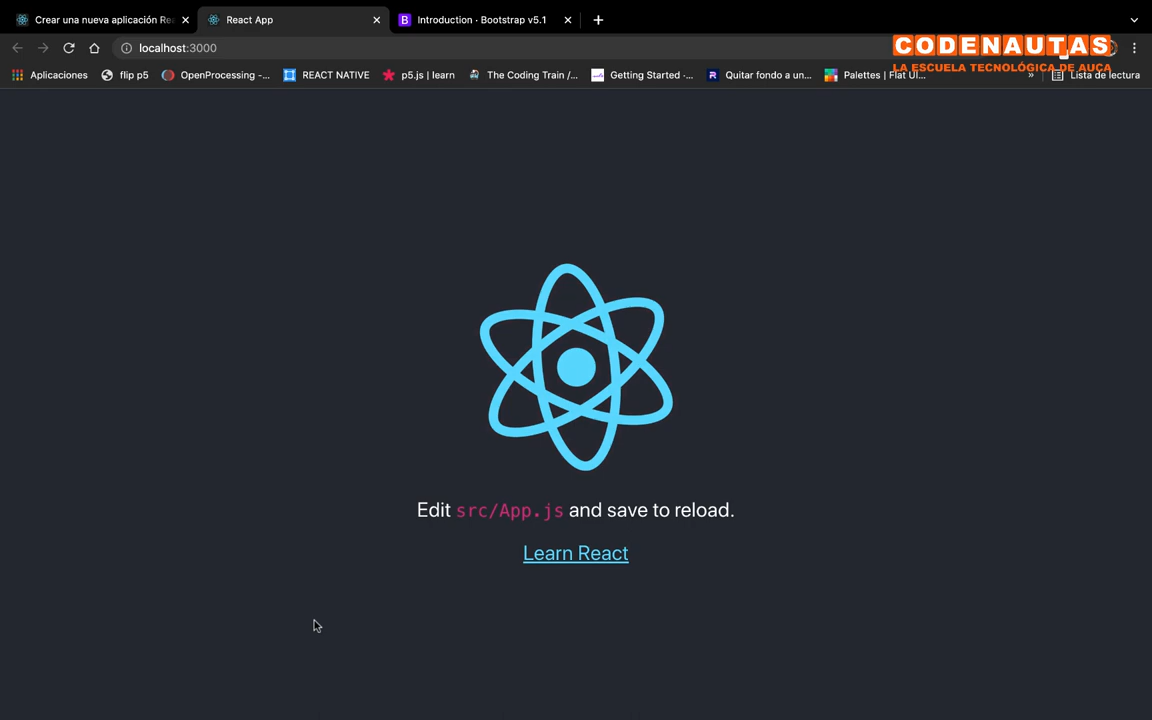 Crear una nueva aplicación Rea
React App
Introduction · Bootstrap v5.1
localhost:3000
CODENAUTAS
LA ESCUELA TECNOLÓGICA DE AUCA
Aplicaciones
flip p5
OpenProcessing -...
REACT NATIVE
p5.js | learn
The Coding Train /...
Getting Started ·...
Quitar fondo a un...
Palettes | Flat UI...
»
Lista de lectura
Edit src/App.js and save to reload.
Learn React